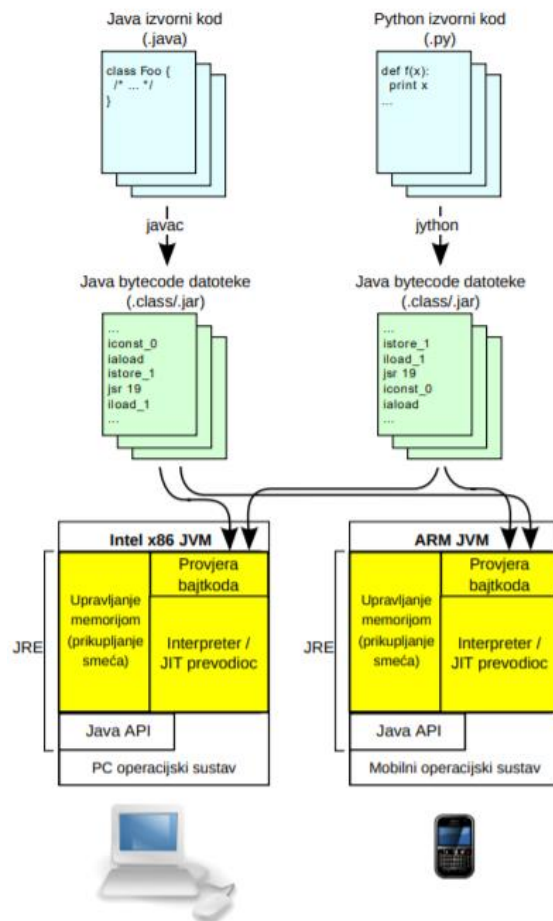 Java izvorni kod
(.java)
class Foo {
/* ... */
}
javac
Java bytecode datoteke
(.class/.jar)
...
iconst_0
iaload
istore_1
jsr 19
iload_1
...
Python izvorni kod
(.py)
def f(x):
print x
...
jython
Java bytecode datoteke
(.class/.jar)
...
istore_1
iload_1
jsr 19
iconst_0
iaload
...
Intel x86 JVM
JRE
Upravljanje
memorijom
(prikupljanje
smeća)
Provjera
bajtkoda
Interpreter /
JIT prevodioc
Java API
PC operacijski sustav
ARM JVM
JRE
Upravljanje
memorijom
(prikupljanje
smeća)
Provjera
bajtkoda
Interpreter /
JIT prevodioc
Java API
Mobilni operacijski sustav